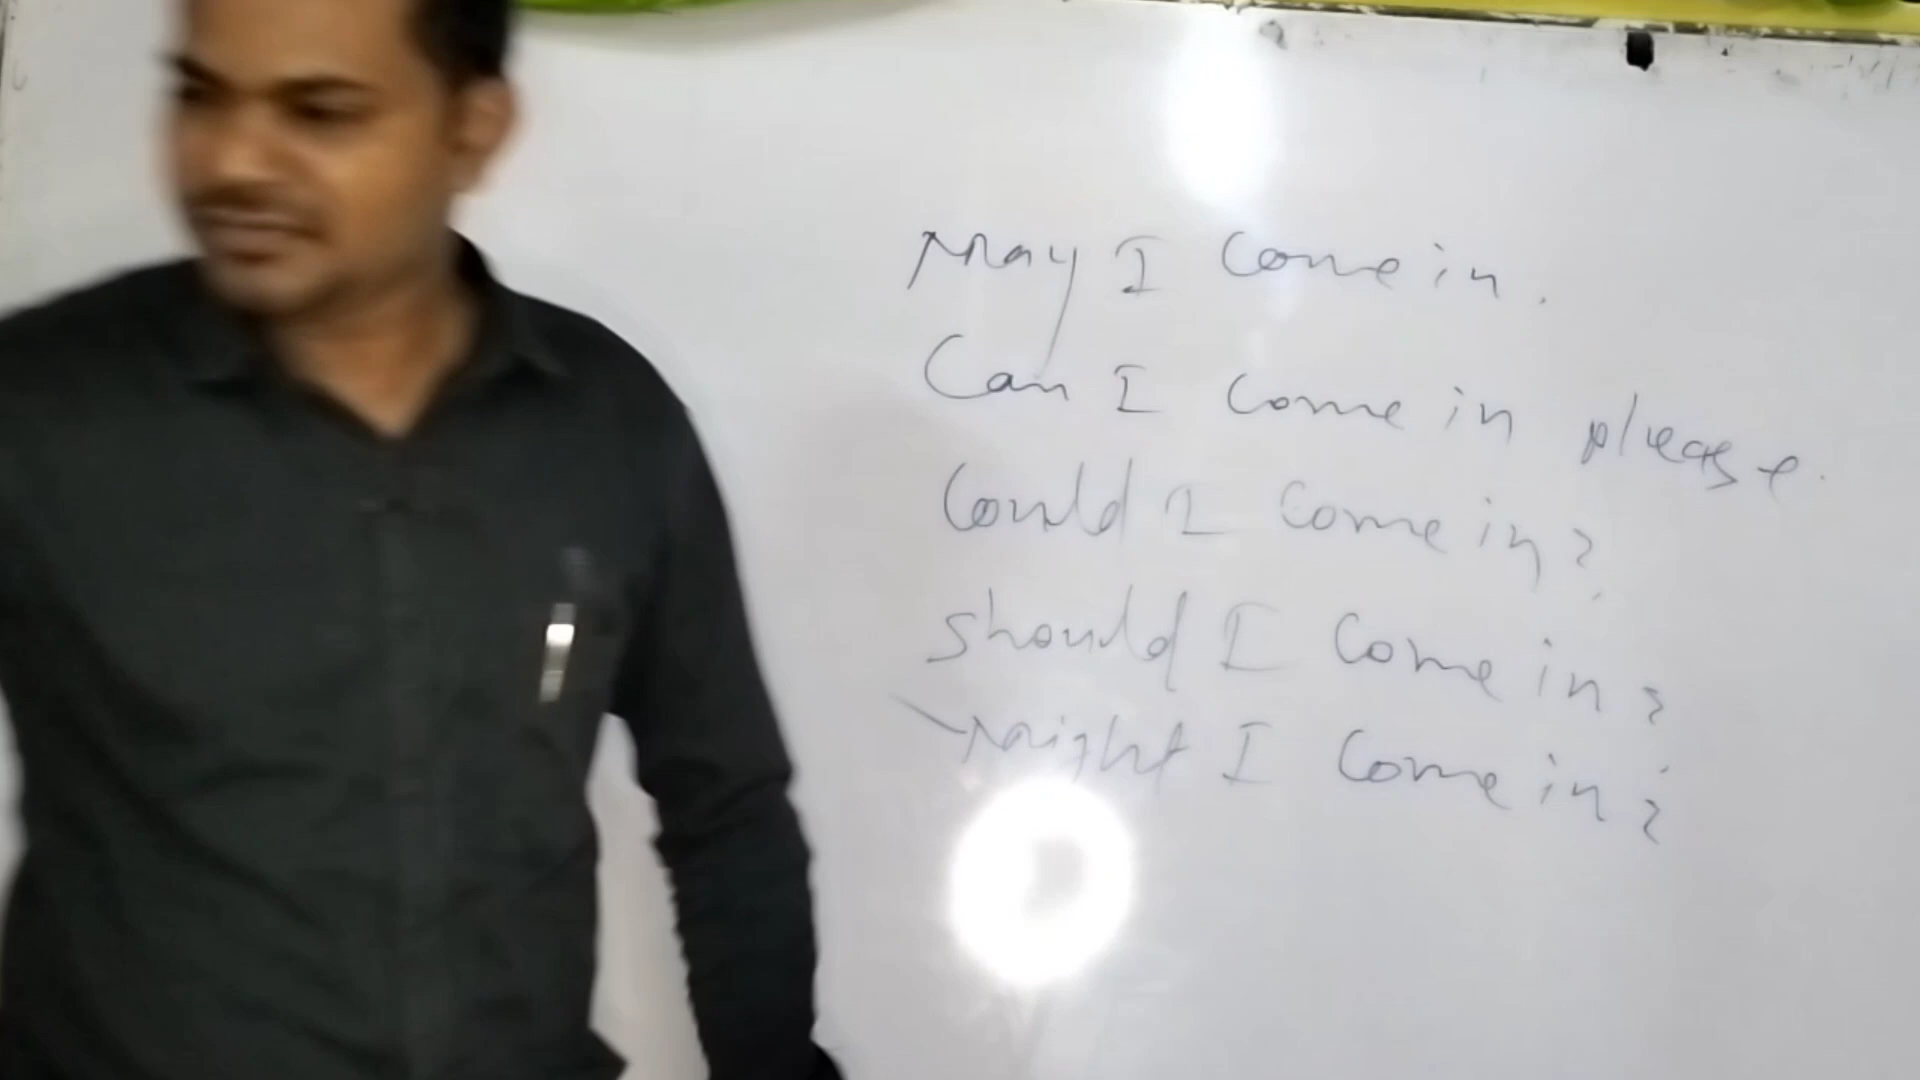 May I come in.
Can I come in please.
Could I come in?
should I come in?
might I come in?